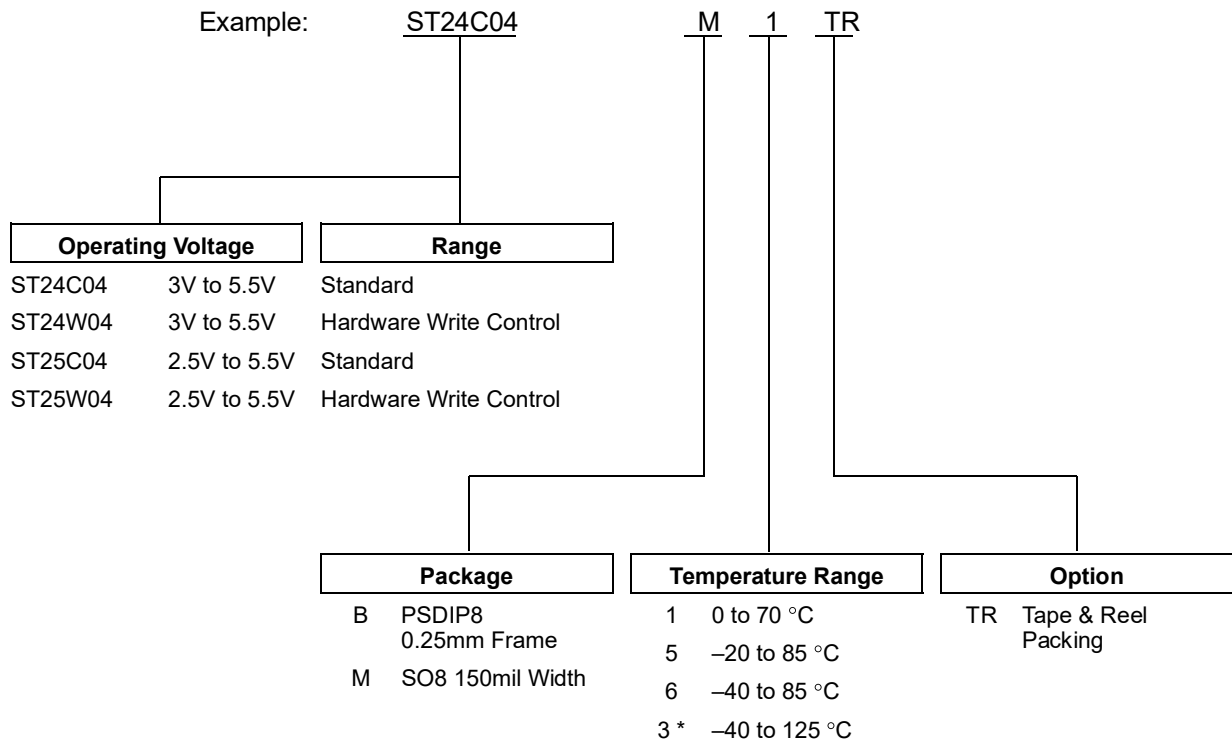 Example: ST24C04 M 1 TR
Operating Voltage Range
ST24C04 3V to 5.5V Standard
ST24W04 3V to 5.5V Hardware Write Control
ST25C04 2.5V to 5.5V Standard
ST25W04 2.5V to 5.5V Hardware Write Control
Package
B PSDIP8
0.25mm Frame
M SO8 150mil Width
Temperature Range
1 0 to 70 °C
5 –20 to 85 °C
6 –40 to 85 °C
3 * –40 to 125 °C
Option
TR Tape & Reel
Packing